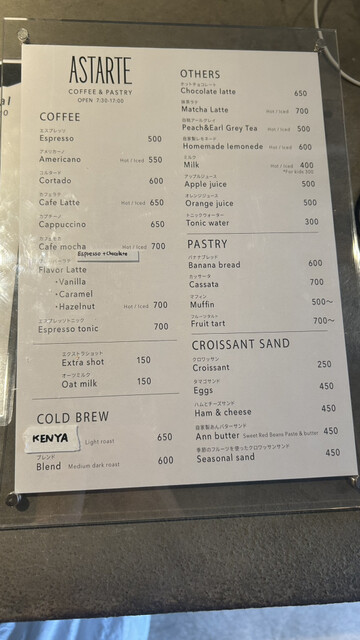 ASTARTE
COFFEE & PASTRY
OPEN 7:30-17:00
COFFEE
エスプレッソ
Espresso 500
アメリカーノ
Americano Hot / Iced 550
コルタード
Cortado 600
カフェラテ
Cafe Latte Hot / Iced 650
カプチーノ
Cappuccino 650
カフェモカ
Cafe mocha Hot / Iced 700
Espresso + Chocolate
Flavor Latte
・Vanilla
・Caramel
・Hazelnut Hot / Iced 700
エスプレッソトニック
Espresso tonic 700
エクストラショット
Extra shot 150
オーツミルク
Oat milk 150
COLD BREW
KENYA Light roast 650
ブレンド
Blend Medium dark roast 600
OTHERS
ホットチョコレート
Chocolate latte 650
抹茶ラテ
Matcha Latte Hot / Iced 700
Peach&Earl Grey Tea Hot / Iced 500
自家製レモネード
Homemade lemonede Hot / Iced 600
ミルク
Milk Hot / Iced 400
*For kids 300
アップルジュース
Apple juice 500
オレンジジュース
Orange juice 500
トニックウォーター
Tonic water 300
PASTRY
バナナブレッド
Banana bread 600
カッサータ
Cassata 700
マフィン
Muffin 500〜
フルーツタルト
Fruit tart 700〜
CROISSANT SAND
クロワッサン
Croissant 250
タマゴサンド
Eggs 450
ハムとチーズサンド
Ham & cheese 450
自家製あんバターサンド
Ann butter Sweet Red Beans Paste & butter 450
季節のフルーツを使ったクロワッサンサンド
Seasonal sand 450